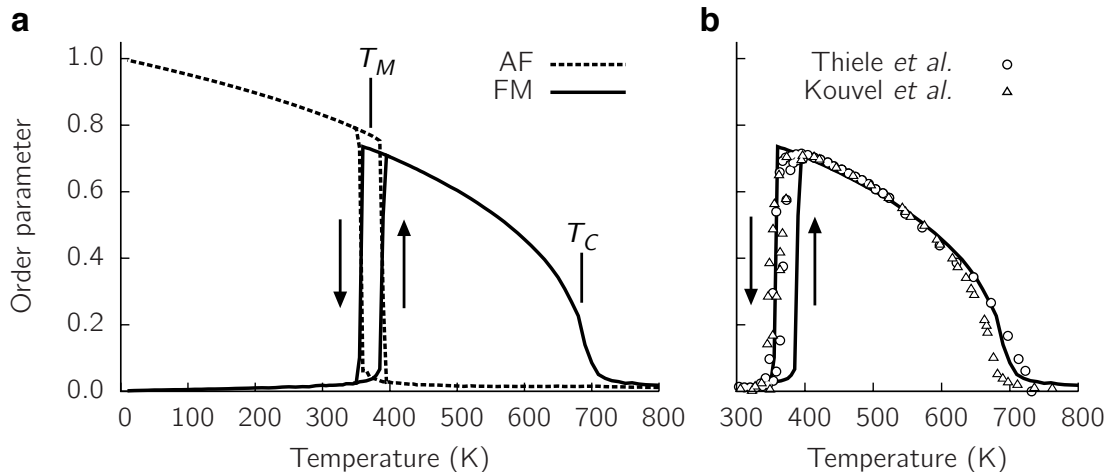 a
b
T_M
AF
FM
T_C
Order parameter
1.0
0.8
0.6
0.4
0.2
0.0
0 100 200 300 400 500 600 700 800
Temperature (K)
Thiele et al.
Kouvel et al.
300 400 500 600 700 800
Temperature (K)